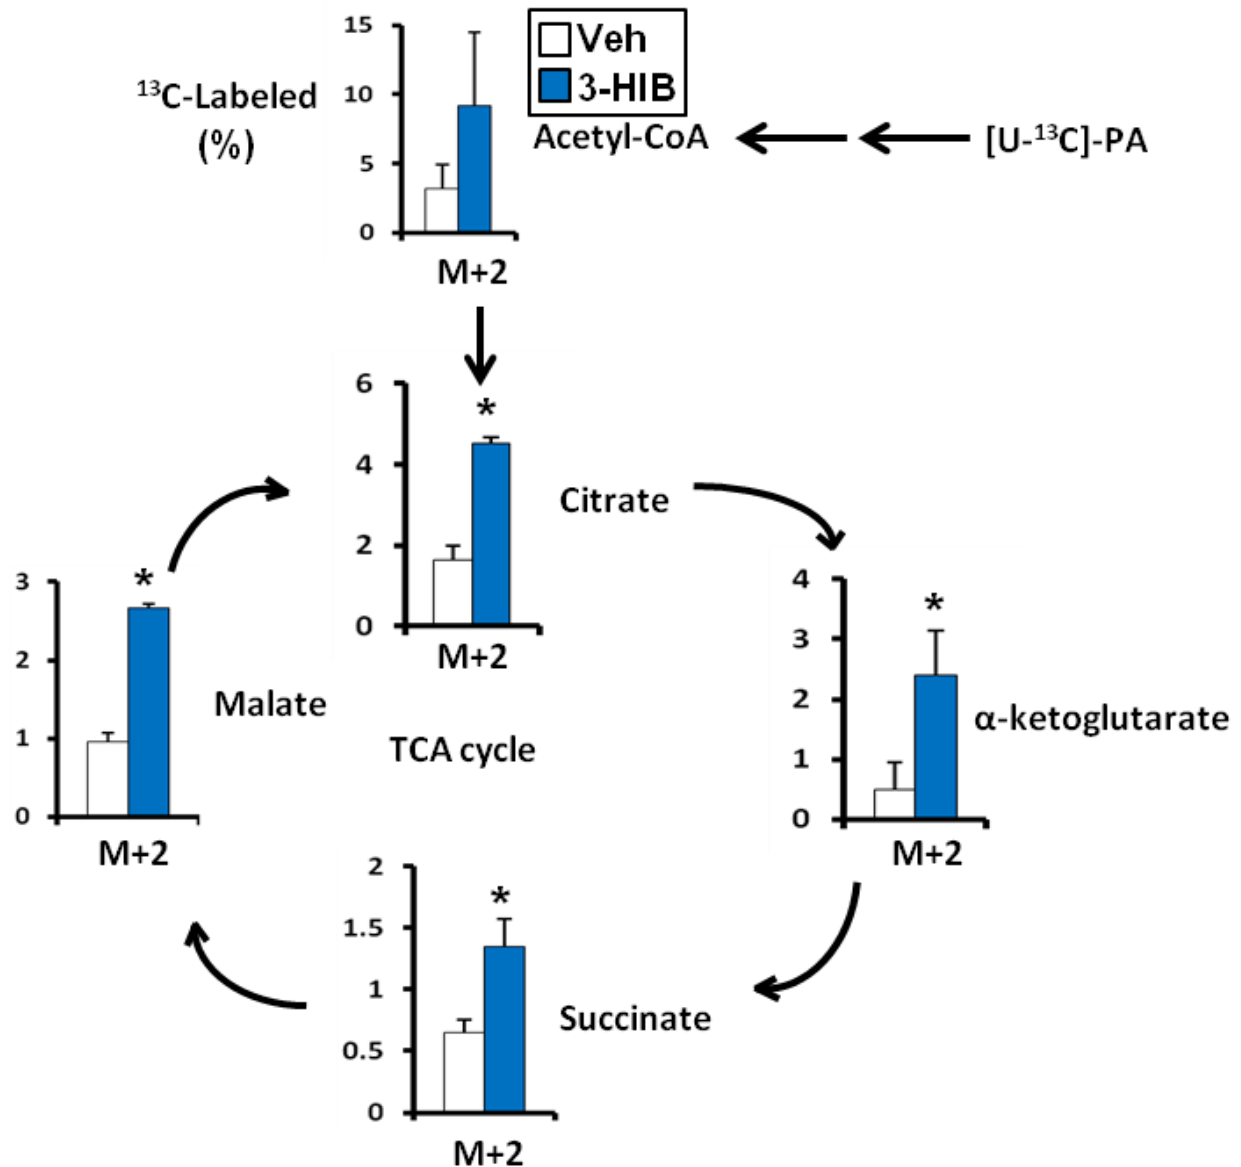 15
10
5
0
¹³C-Labeled
(%)
Veh
3-HIB
Acetyl-CoA
[U-¹³C]-PA
M+2
6
4
2
0
*
Citrate
M+2
3
2
1
0
*
Malate
M+2
TCA cycle
4
3
2
1
0
*
α-ketoglutarate
M+2
2
1.5
1
0.5
0
*
Succinate
M+2